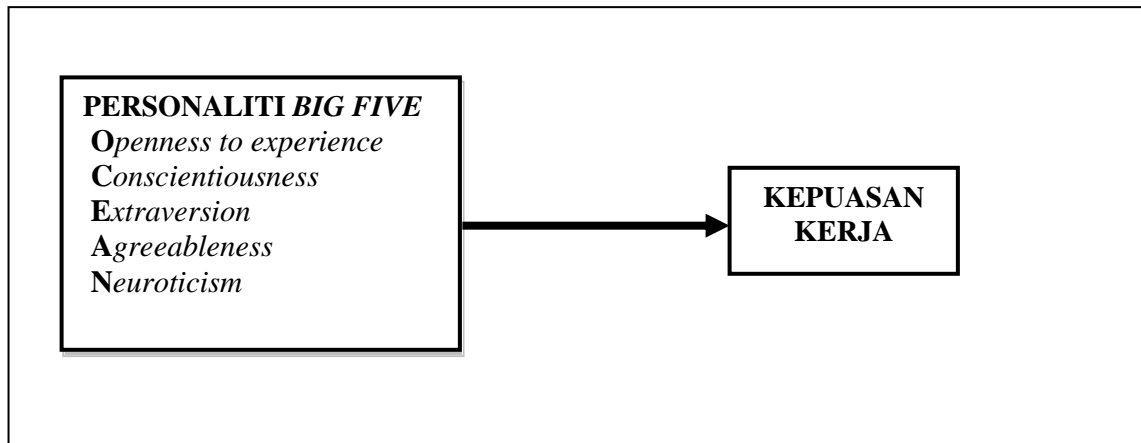 PERSONALITI BIG FIVE
Openness to experience
Conscientiousness
Extraversion
Agreeableness
Neuroticism
KEPUASAN
KERJA